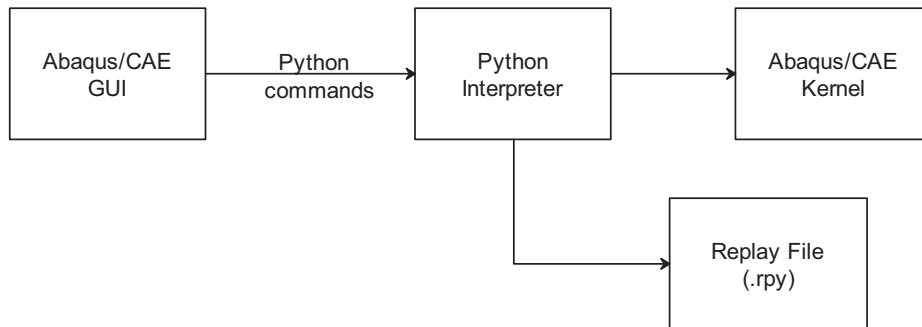 Abaqus/CAE
GUI
Python
commands
Python
Interpreter
Abaqus/CAE
Kernel
Replay File
(.rpy)